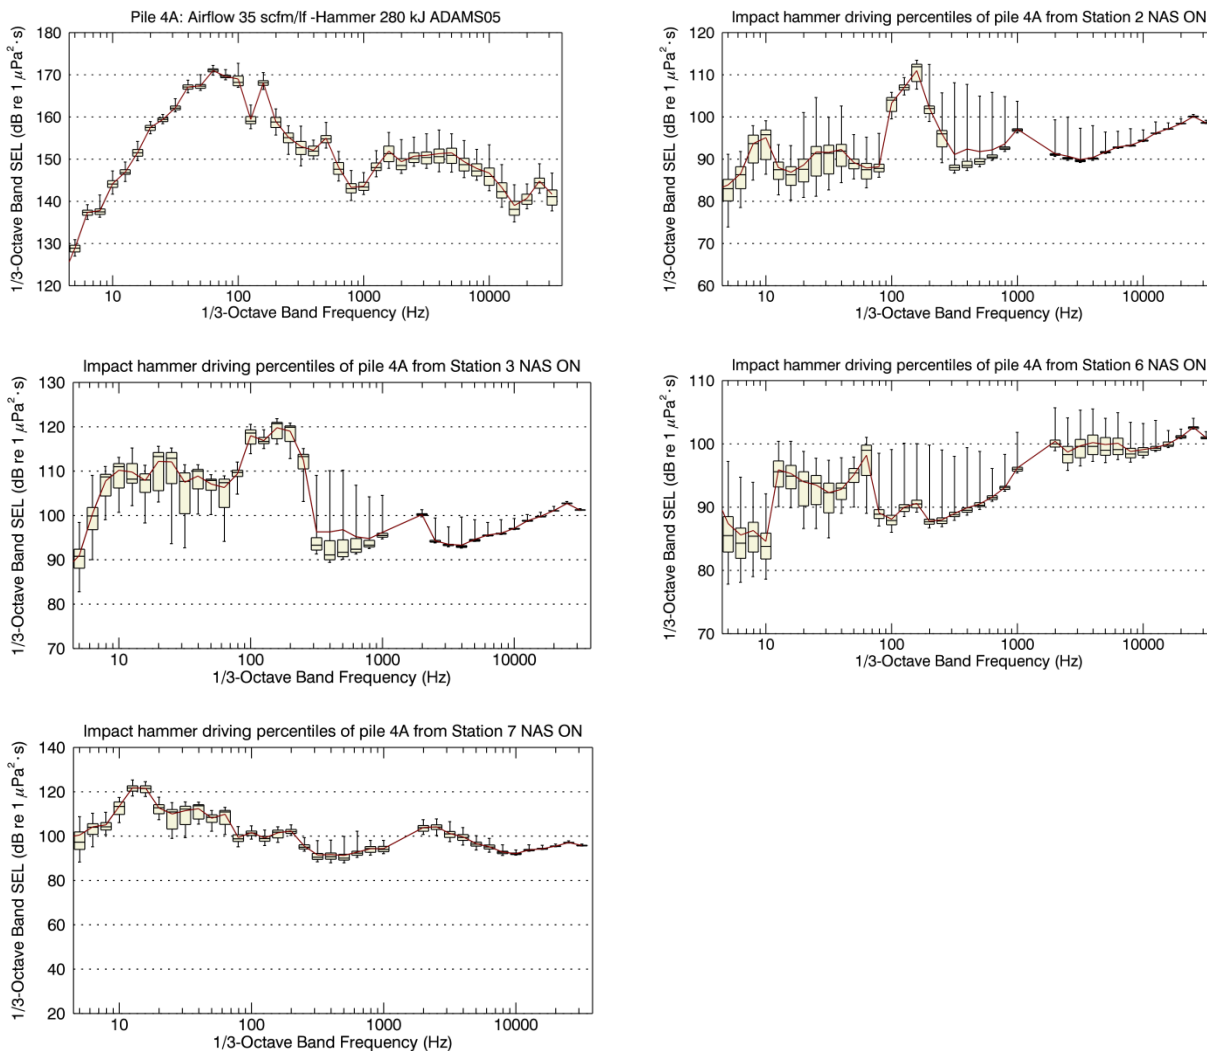 Pile 4A: Airflow 35 scfm/lf -Hammer 280 kJ ADAMS05
1/3-Octave Band SEL (dB re 1 μPa²·s)
180
170
160
150
140
130
120
10 100 1000 10000
1/3-Octave Band Frequency (Hz)
Impact hammer driving percentiles of pile 4A from Station 2 NAS ON
1/3-Octave Band SEL (dB re 1 μPa²·s)
120
110
100
90
80
70
60
10 100 1000 10000
1/3-Octave Band Frequency (Hz)
Impact hammer driving percentiles of pile 4A from Station 3 NAS ON
1/3-Octave Band SEL (dB re 1 μPa²·s)
130
120
110
100
90
80
70
10 100 1000 10000
1/3-Octave Band Frequency (Hz)
Impact hammer driving percentiles of pile 4A from Station 6 NAS ON
1/3-Octave Band SEL (dB re 1 μPa²·s)
110
100
90
80
70
10 100 1000 10000
1/3-Octave Band Frequency (Hz)
Impact hammer driving percentiles of pile 4A from Station 7 NAS ON
1/3-Octave Band SEL (dB re 1 μPa²·s)
140
120
100
80
60
40
20
10 100 1000 10000
1/3-Octave Band Frequency (Hz)